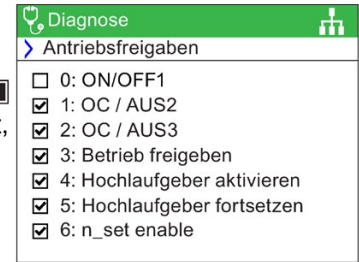 Diagnose
Antriebsfreigaben
0: ON/OFF1
1: OC / AUS2
2: OC / AUS3
3: Betrieb freigeben
4: Hochlaufgeber aktivieren
5: Hochlaufgeber fortsetzen
6: n_set enable